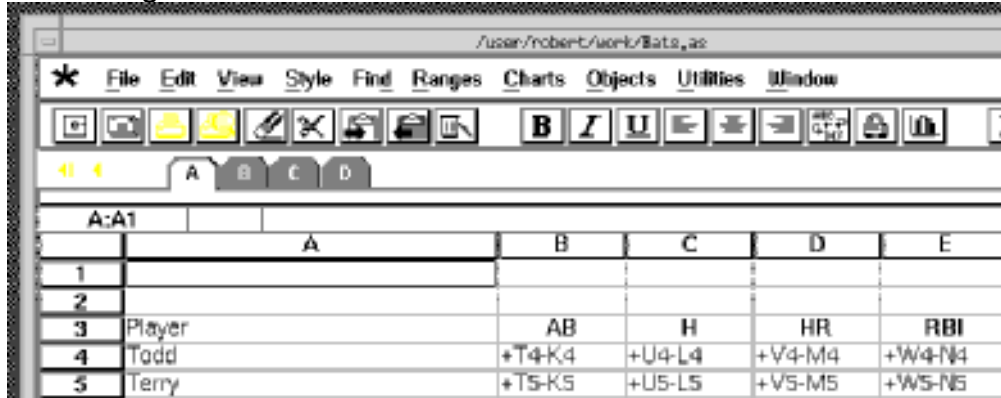 /user/robert/work/Bats.as
File Edit View Style Find Ranges Charts Objects Utilities Window
B I U
A B C D
A:A1
A B C D E
1
2
3 Player AB H HR RBI
4 Todd +T4-K4 +U4-L4 +V4-M4 +W4-N4
5 Terry +T5-K5 +U5-L5 +V5-M5 +W5-N5